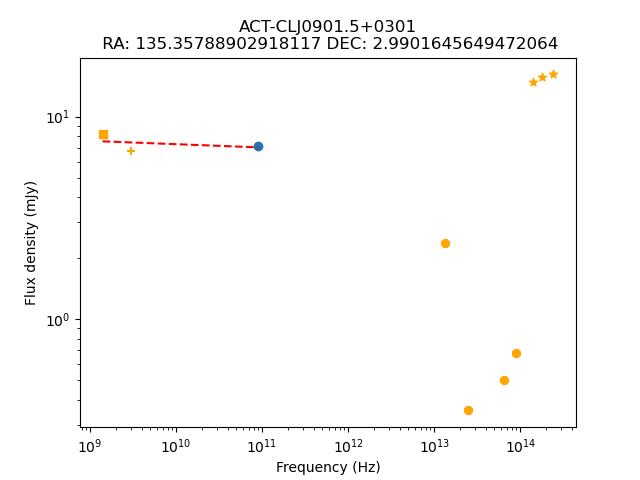 ACT-CLJ0901.5+0301
RA: 135.35788902918117 DEC: 2.9901645649472064
Flux density (mJy)
10¹
10⁰
10⁹ 10¹⁰ 10¹¹ 10¹² 10¹³ 10¹⁴
Frequency (Hz)